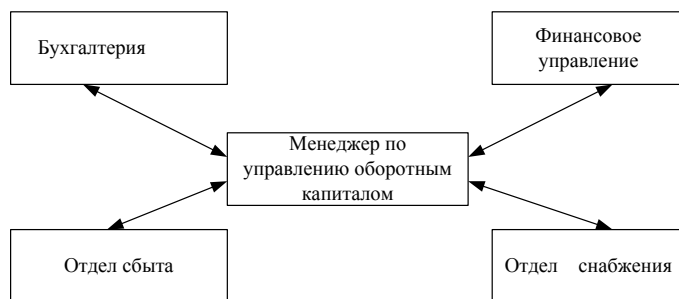 Бухгалтерия
Финансовое
управление
Менеджер по
управлению оборотным
капиталом
Отдел сбыта
Отдел снабжения